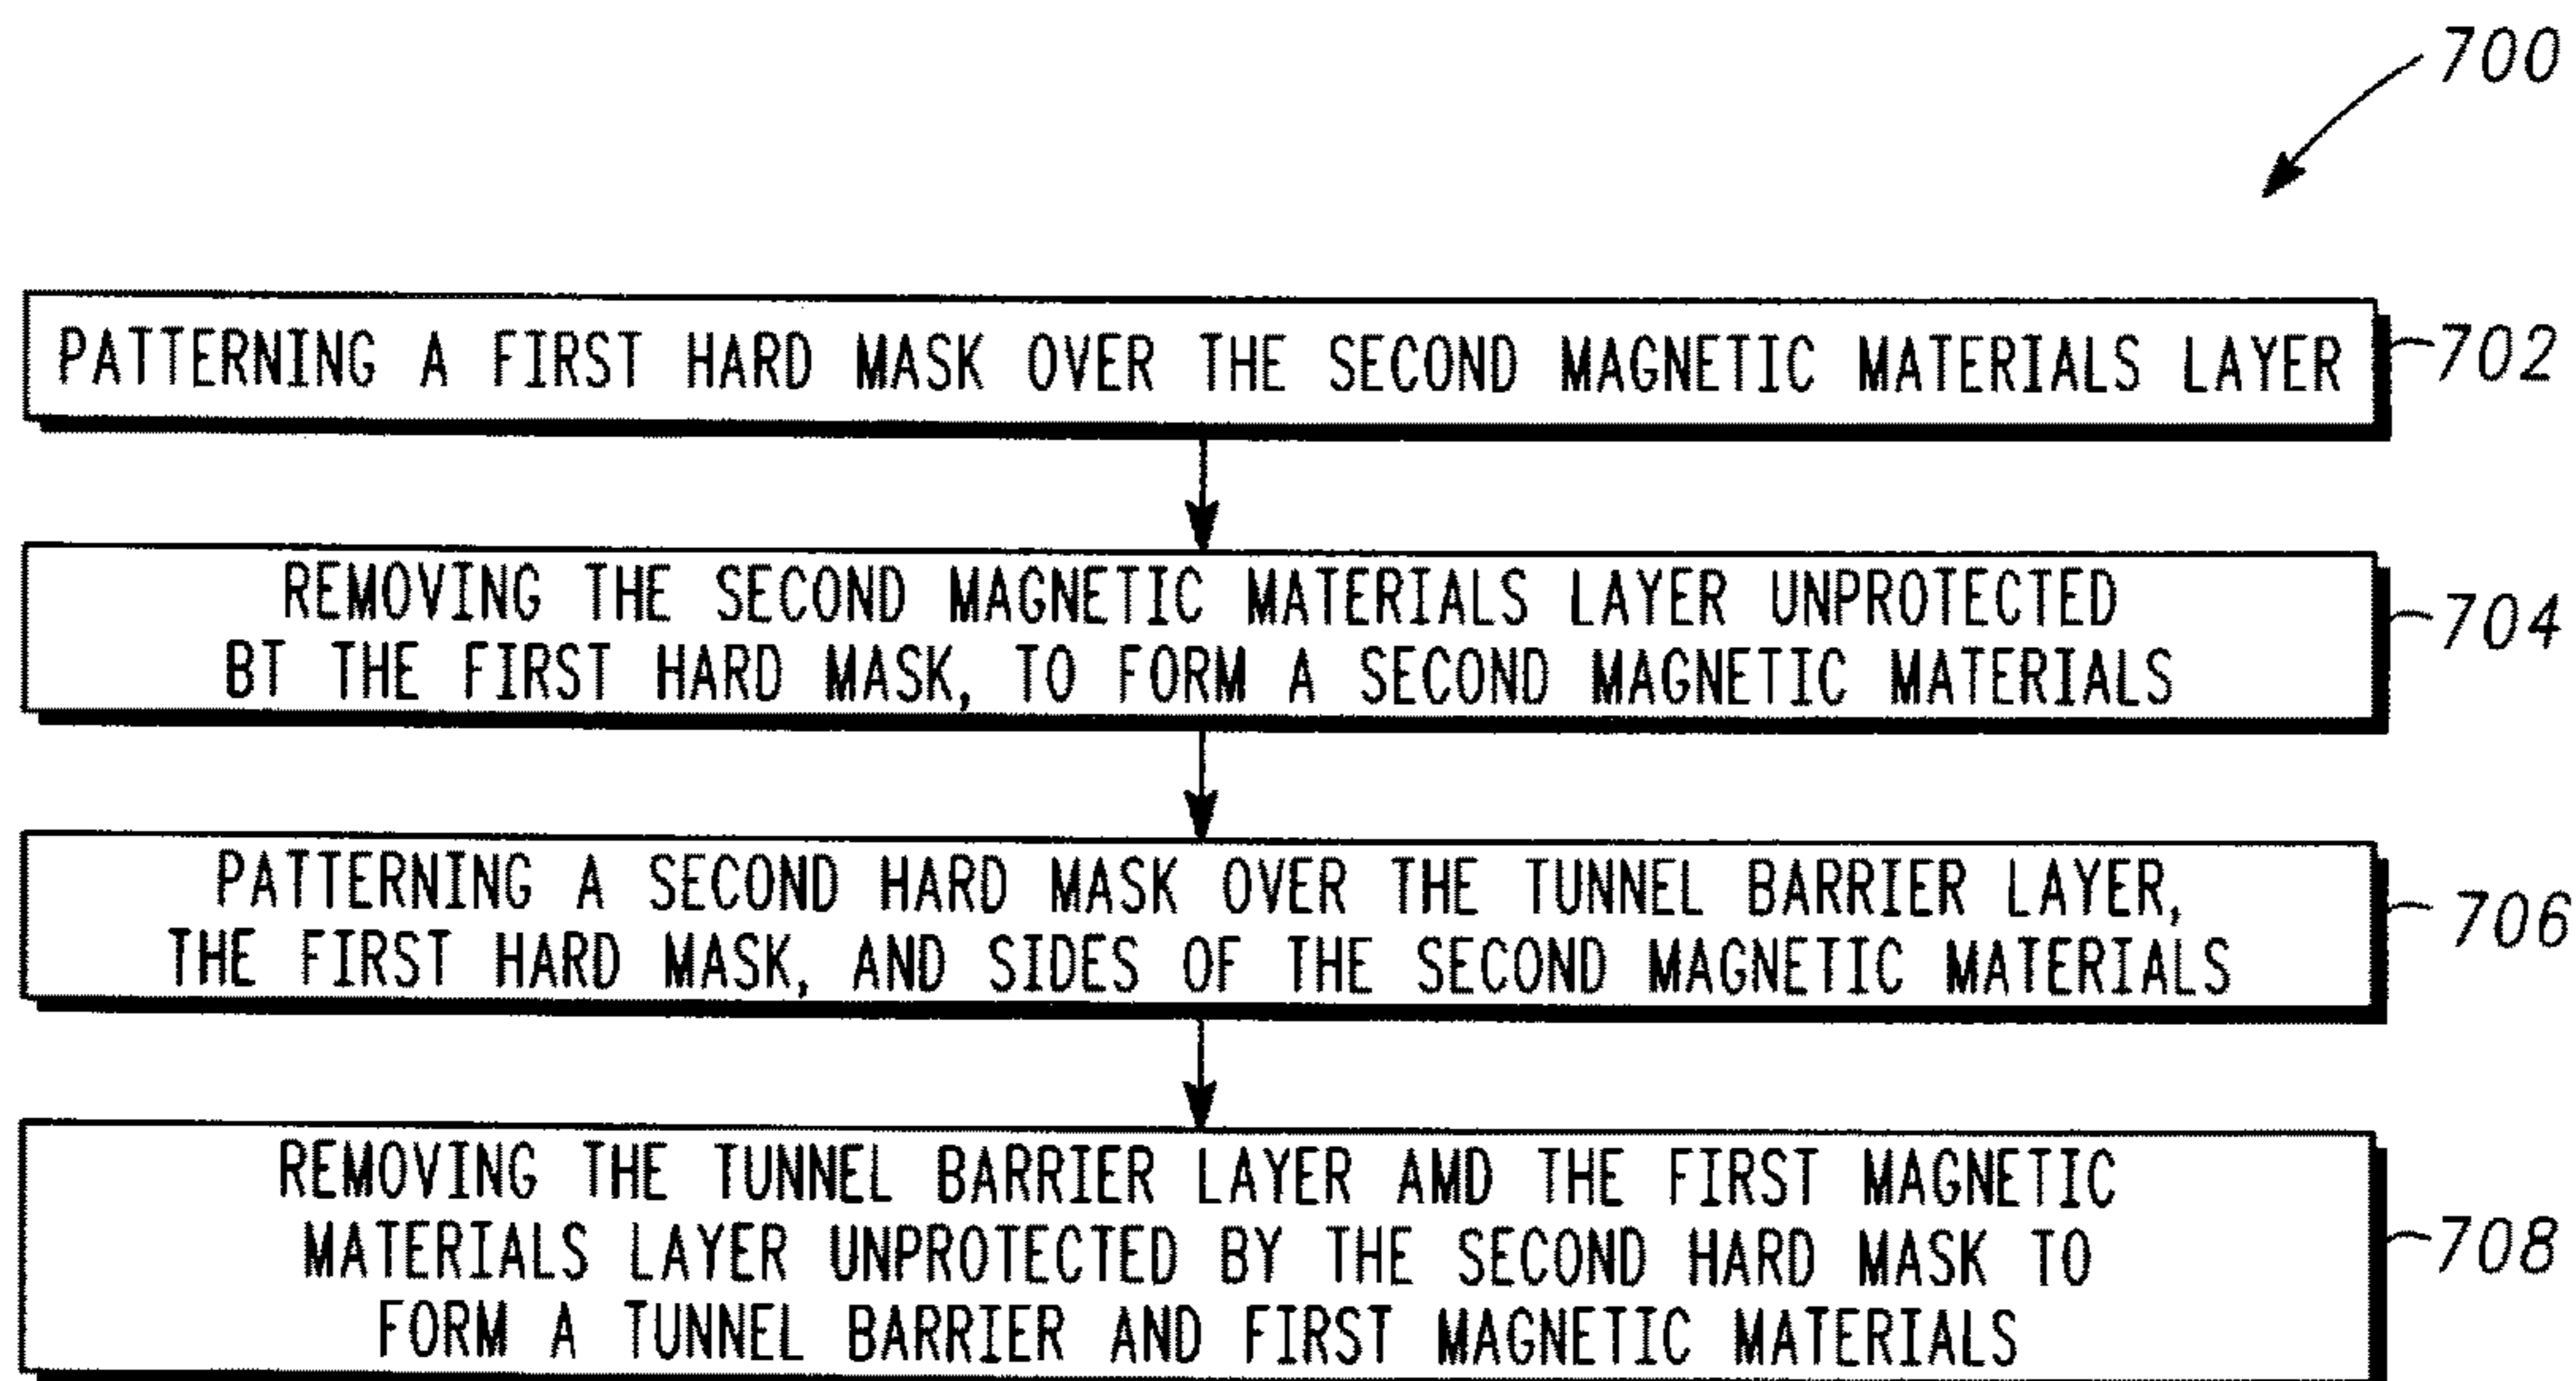 700
PATTERNING A FIRST HARD MASK OVER THE SECOND MAGNETIC MATERIALS LAYER
702
REMOVING THE SECOND MAGNETIC MATERIALS LAYER UNPROTECTED
BT THE FIRST HARD MASK, TO FORM A SECOND MAGNETIC MATERIALS
704
PATTERNING A SECOND HARD MASK OVER THE TUNNEL BARRIER LAYER,
THE FIRST HARD MASK, AND SIDES OF THE SECOND MAGNETIC MATERIALS
706
REMOVING THE TUNNEL BARRIER LAYER AMD THE FIRST MAGNETIC
MATERIALS LAYER UNPROTECTED BY THE SECOND HARD MASK TO
FORM A TUNNEL BARRIER AND FIRST MAGNETIC MATERIALS
708